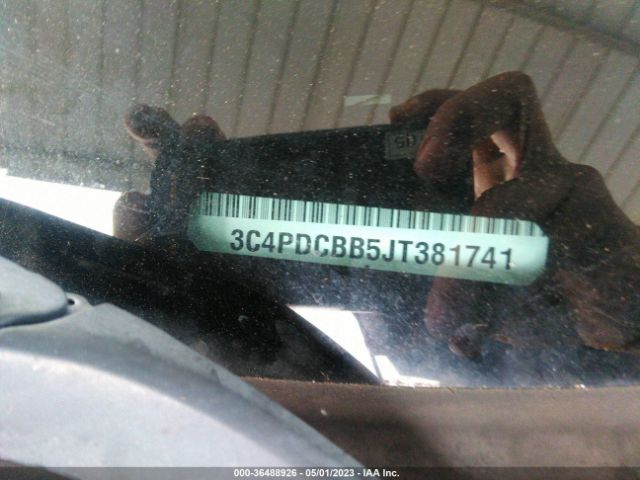 3C4PDCBB5JT381741
000-36488926 - 05/01/2023 - IAA Inc.